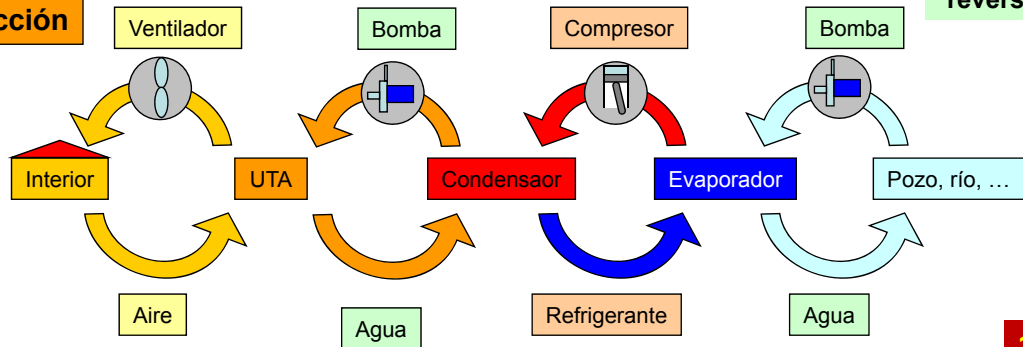 cción
revers
Ventilador
Bomba
Compresor
Bomba
Interior
UTA
Condensaor
Evaporador
Pozo, río, …
Aire
Agua
Refrigerante
Agua